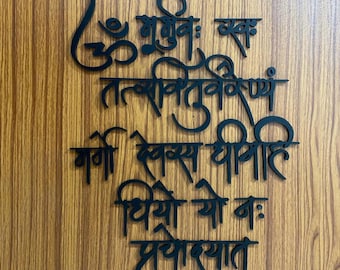 ॐ भूर्भुवः स्वः
तत्सवितुर्वरेण्यं
भर्गो देवस्य धीमहि
धियो यो नः
प्रचोदयात